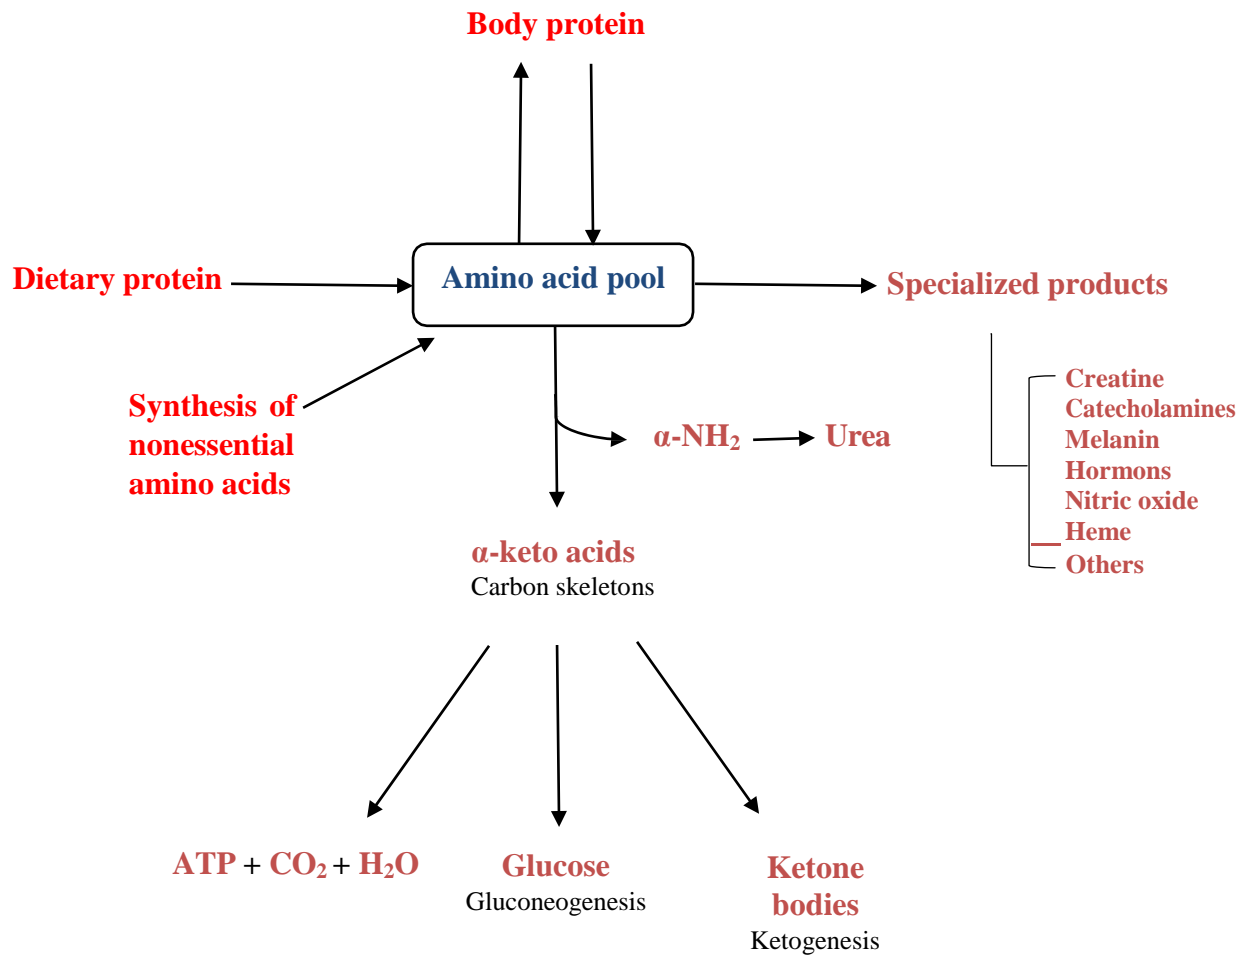 Body protein
Dietary protein
Amino acid pool
Specialized products
Synthesis of
nonessential
amino acids
α-NH₂
Urea
Creatine
Catecholamines
Melanin
Hormons
Nitric oxide
Heme
Others
α-keto acids
Carbon skeletons
ATP + CO₂ + H₂O
Glucose
Gluconeogenesis
Ketone
bodies
Ketogenesis